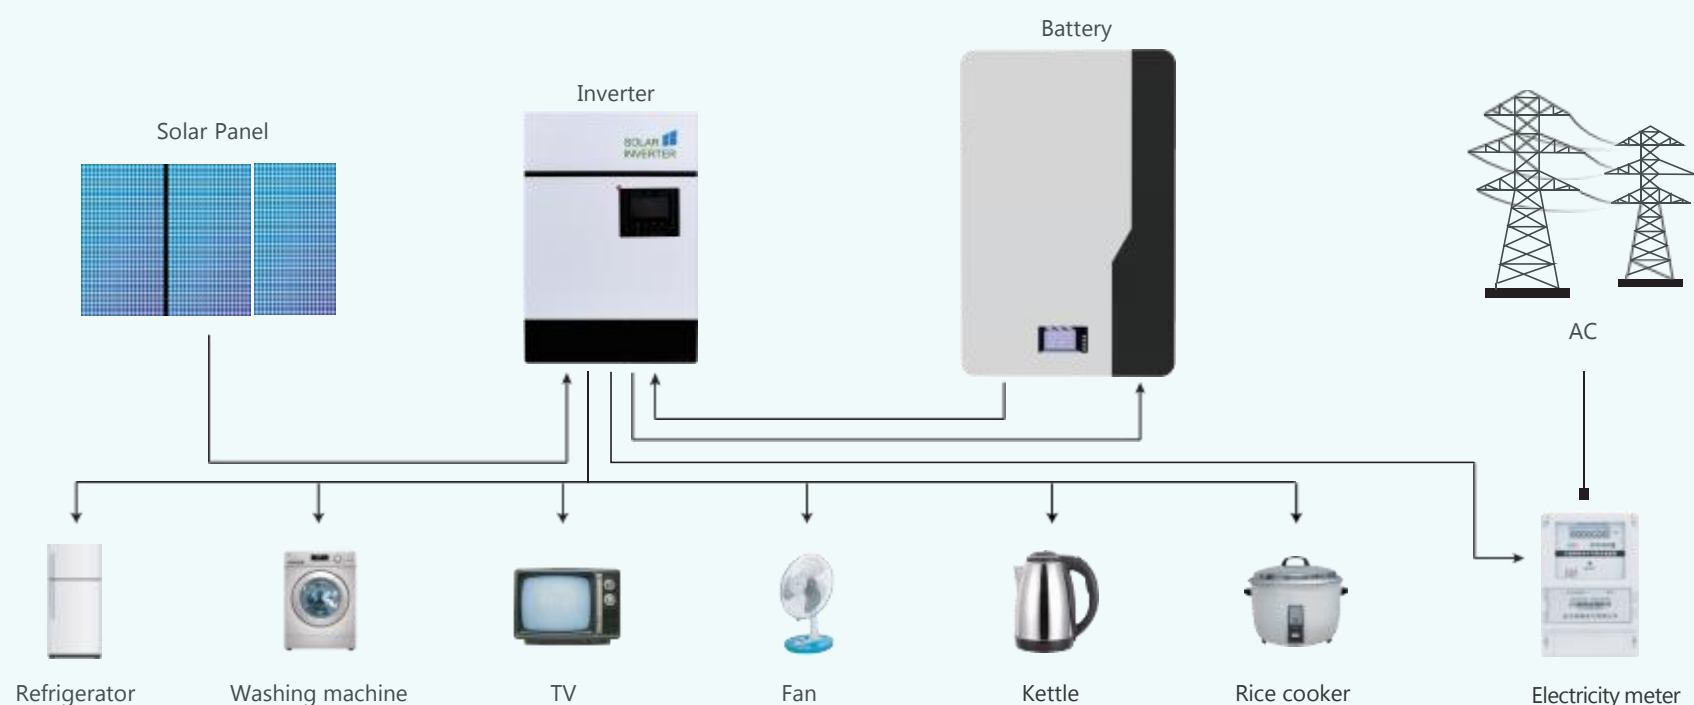 Battery
Inverter
Solar Panel
SOLAR
INVERTER
AC
Refrigerator
Washing machine
TV
Fan
Kettle
Rice cooker
Electricity meter